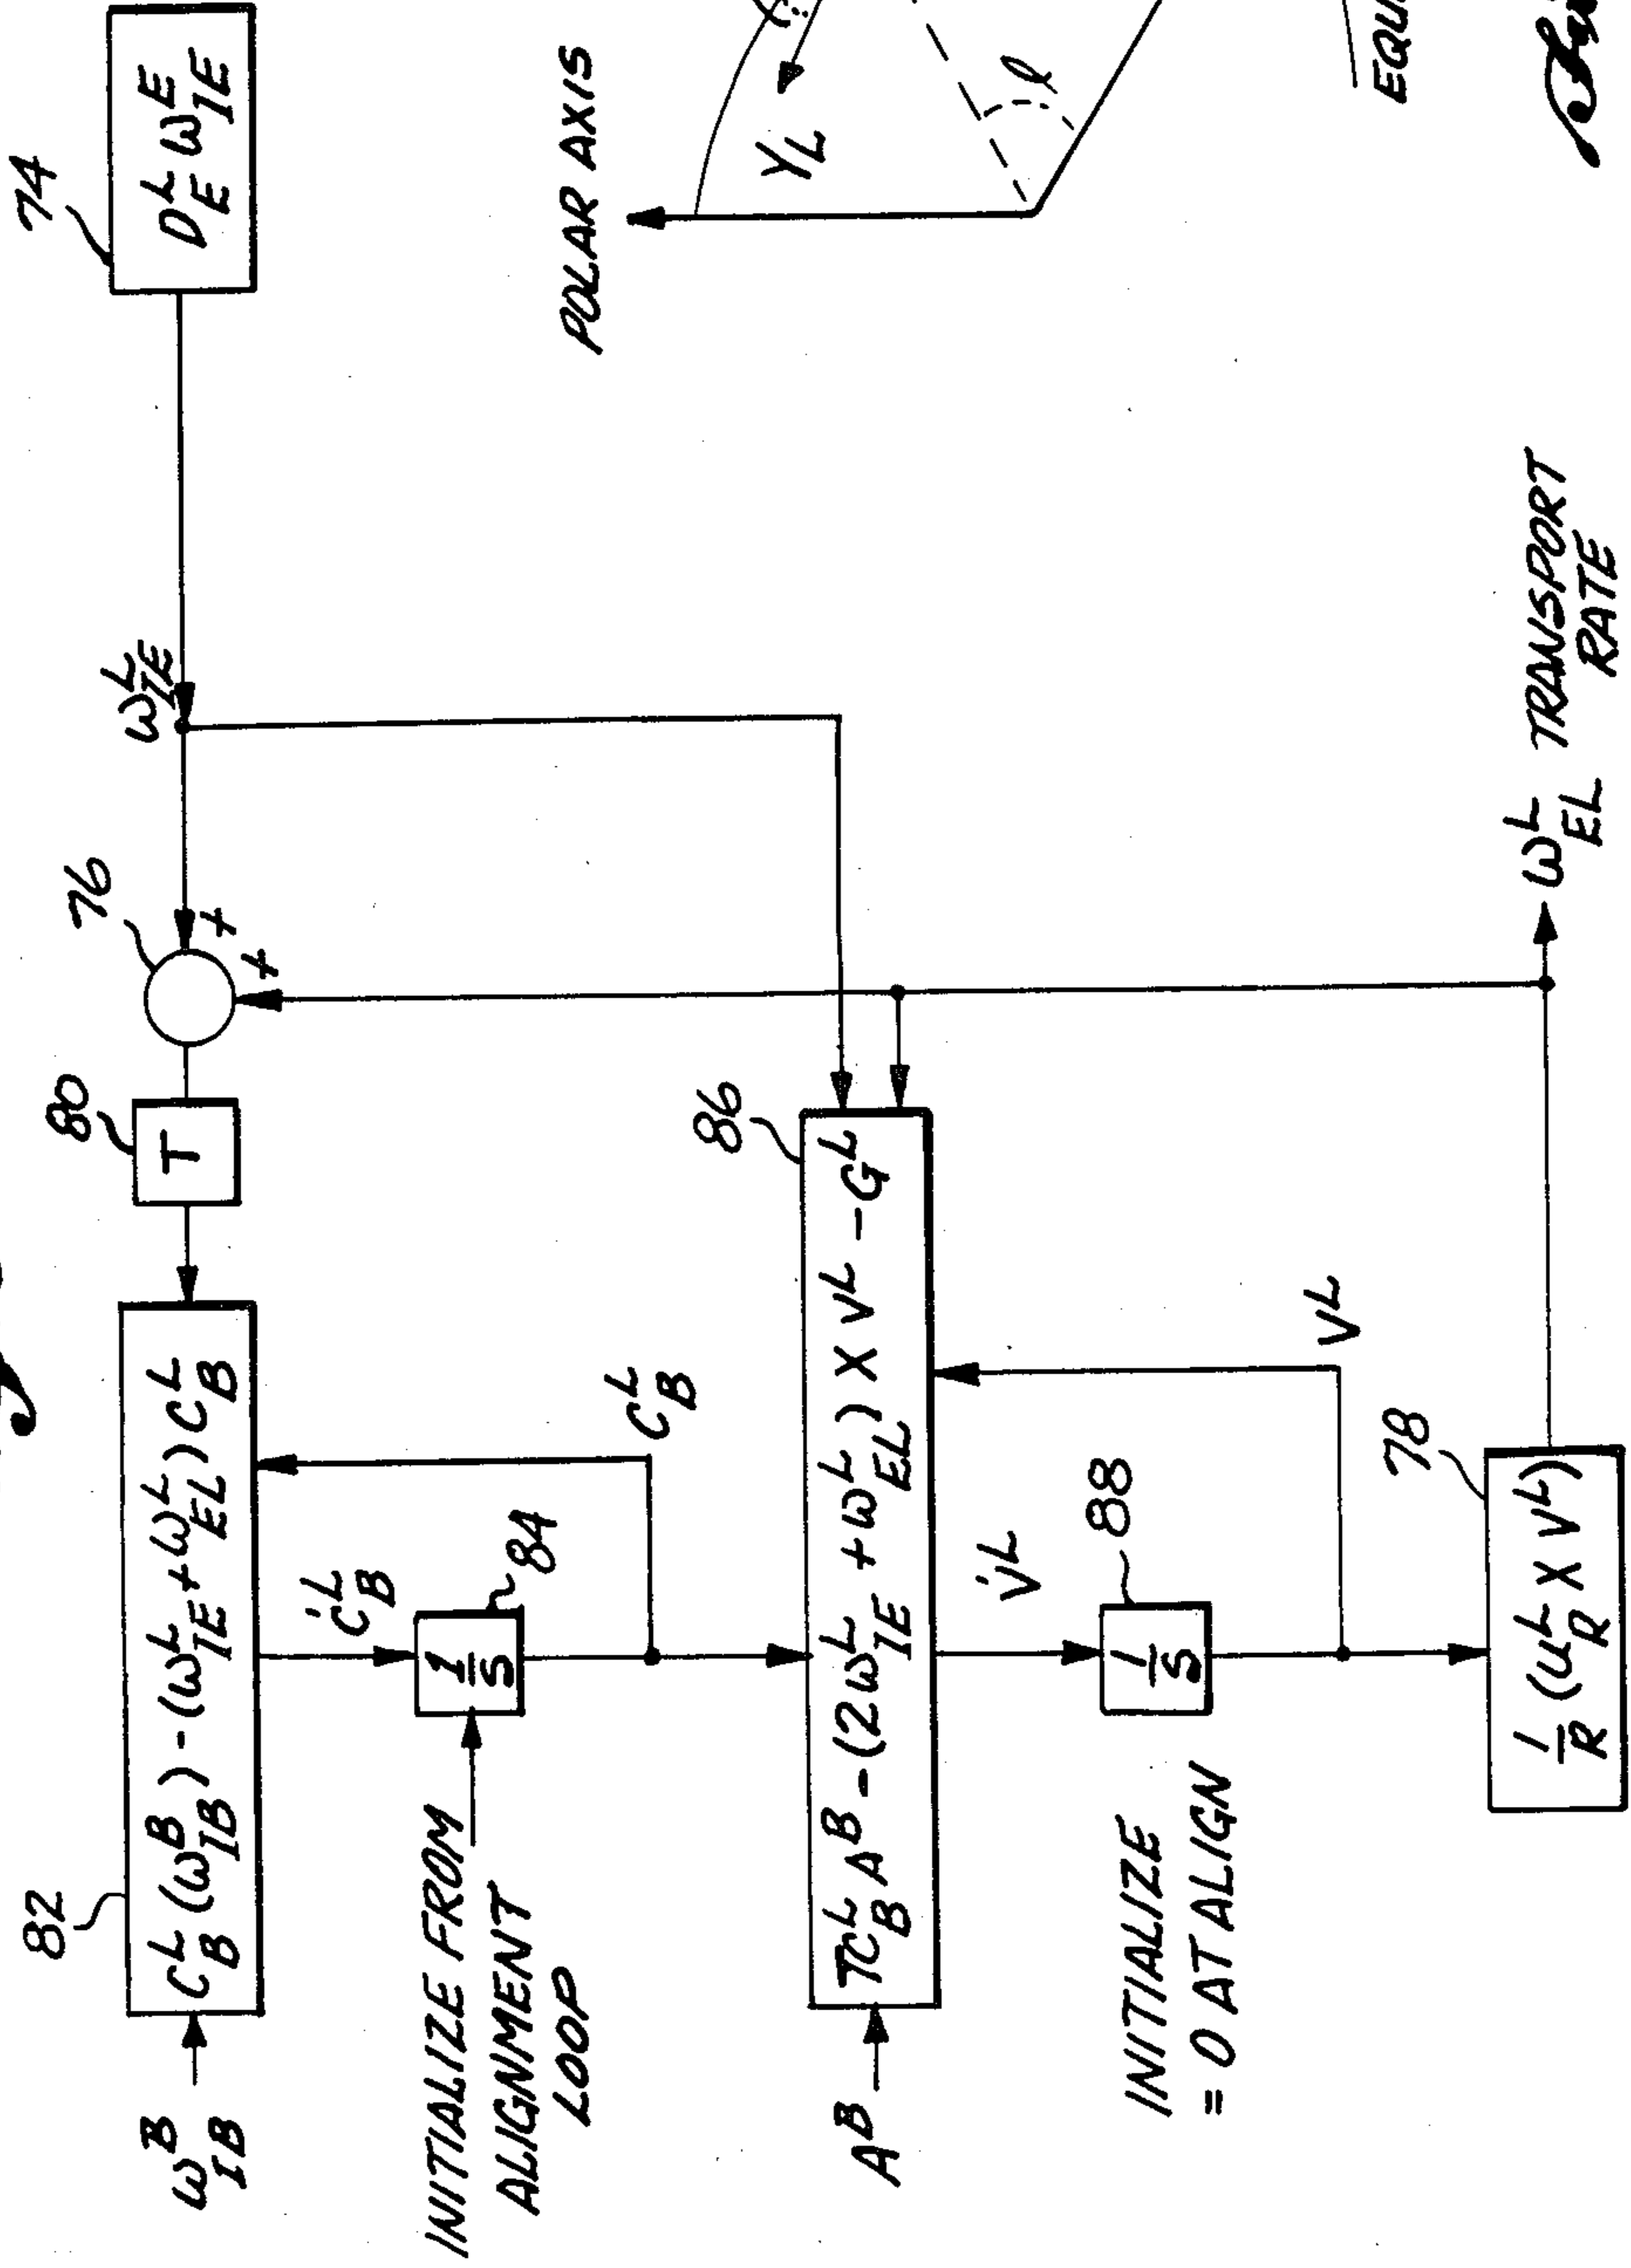 82
ω^B_IB
C^L_B (ω^B_IB) - (ω^L_IE + ω^L_EL) C^L_B
80
T
76
+
+
ω^L_IE
74
D^L_E ω^E_IE
Ċ^L_B
INITIALIZE FROM
ALIGNMENT
LOOP
1/S
84
C^L_B
86
A^B
TC^L_B A^B - (2ω^L_IE + ω^L_EL) X V^L - G^L
V̇^L
INITIALIZE
= 0 AT ALIGN
1/S
88
V^L
78
1/R (u^L_R X V^L)
ω^L_EL TRANSPORT
RATE
POLAR AXIS
Y_L
l